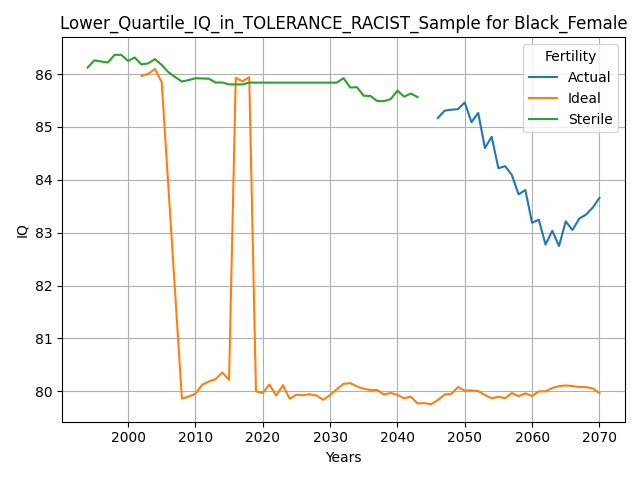 Lower_Quartile_IQ_in_TOLERANCE_RACIST_Sample for Black_Female
Fertility
Actual
Ideal
Sterile
IQ
86
85
84
83
82
81
80
2000 2010 2020 2030 2040 2050 2060 2070
Years